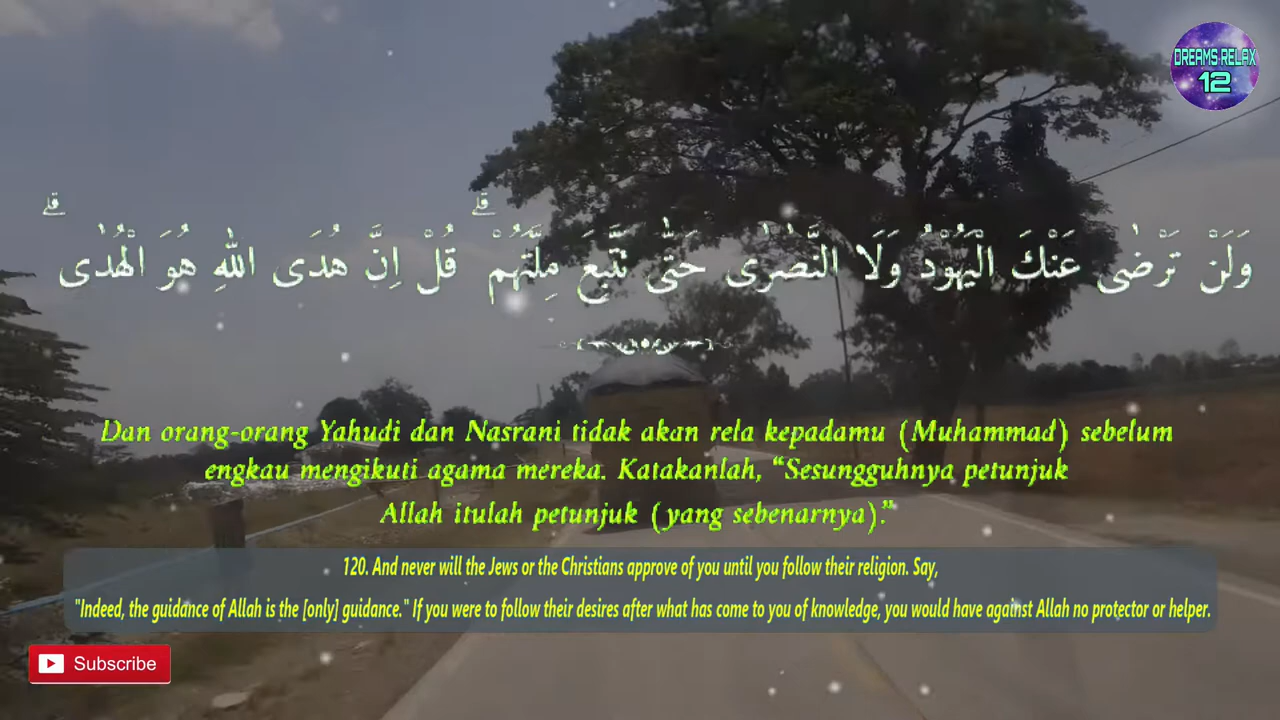 DREAMS RELAX
12
وَلَنْ تَرْضٰى عَنْكَ الْيَهُوْدُ وَلَا النَّصٰرٰى حَتّٰى تَتَّبِعَ مِلَّتَهُمْ ۗ قُلْ اِنَّ هُدَى اللّٰهِ هُوَ الْهُدٰى ۗ
Dan orang-orang Yahudi dan Nasrani tidak akan rela kepadamu (Muhammad) sebelum
engkau mengikuti agama mereka. Katakanlah, “Sesungguhnya petunjuk
Allah itulah petunjuk (yang sebenarnya).”
120. And never will the Jews or the Christians approve of you until you follow their religion. Say,
"Indeed, the guidance of Allah is the [only] guidance." If you were to follow their desires after what has come to you of knowledge, you would have against Allah no protector or helper.
Subscribe